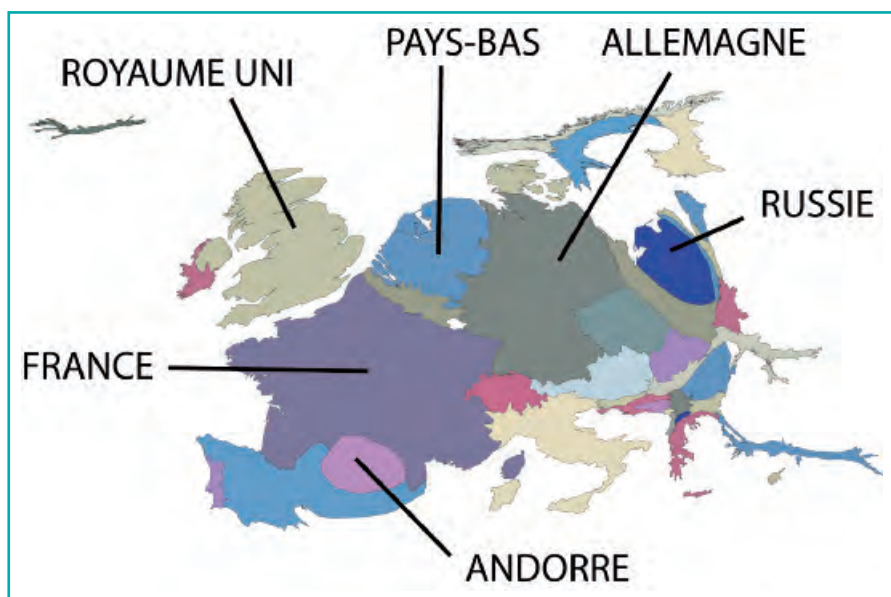 PAYS-BAS
ALLEMAGNE
ROYAUME UNI
RUSSIE
FRANCE
ANDORRE